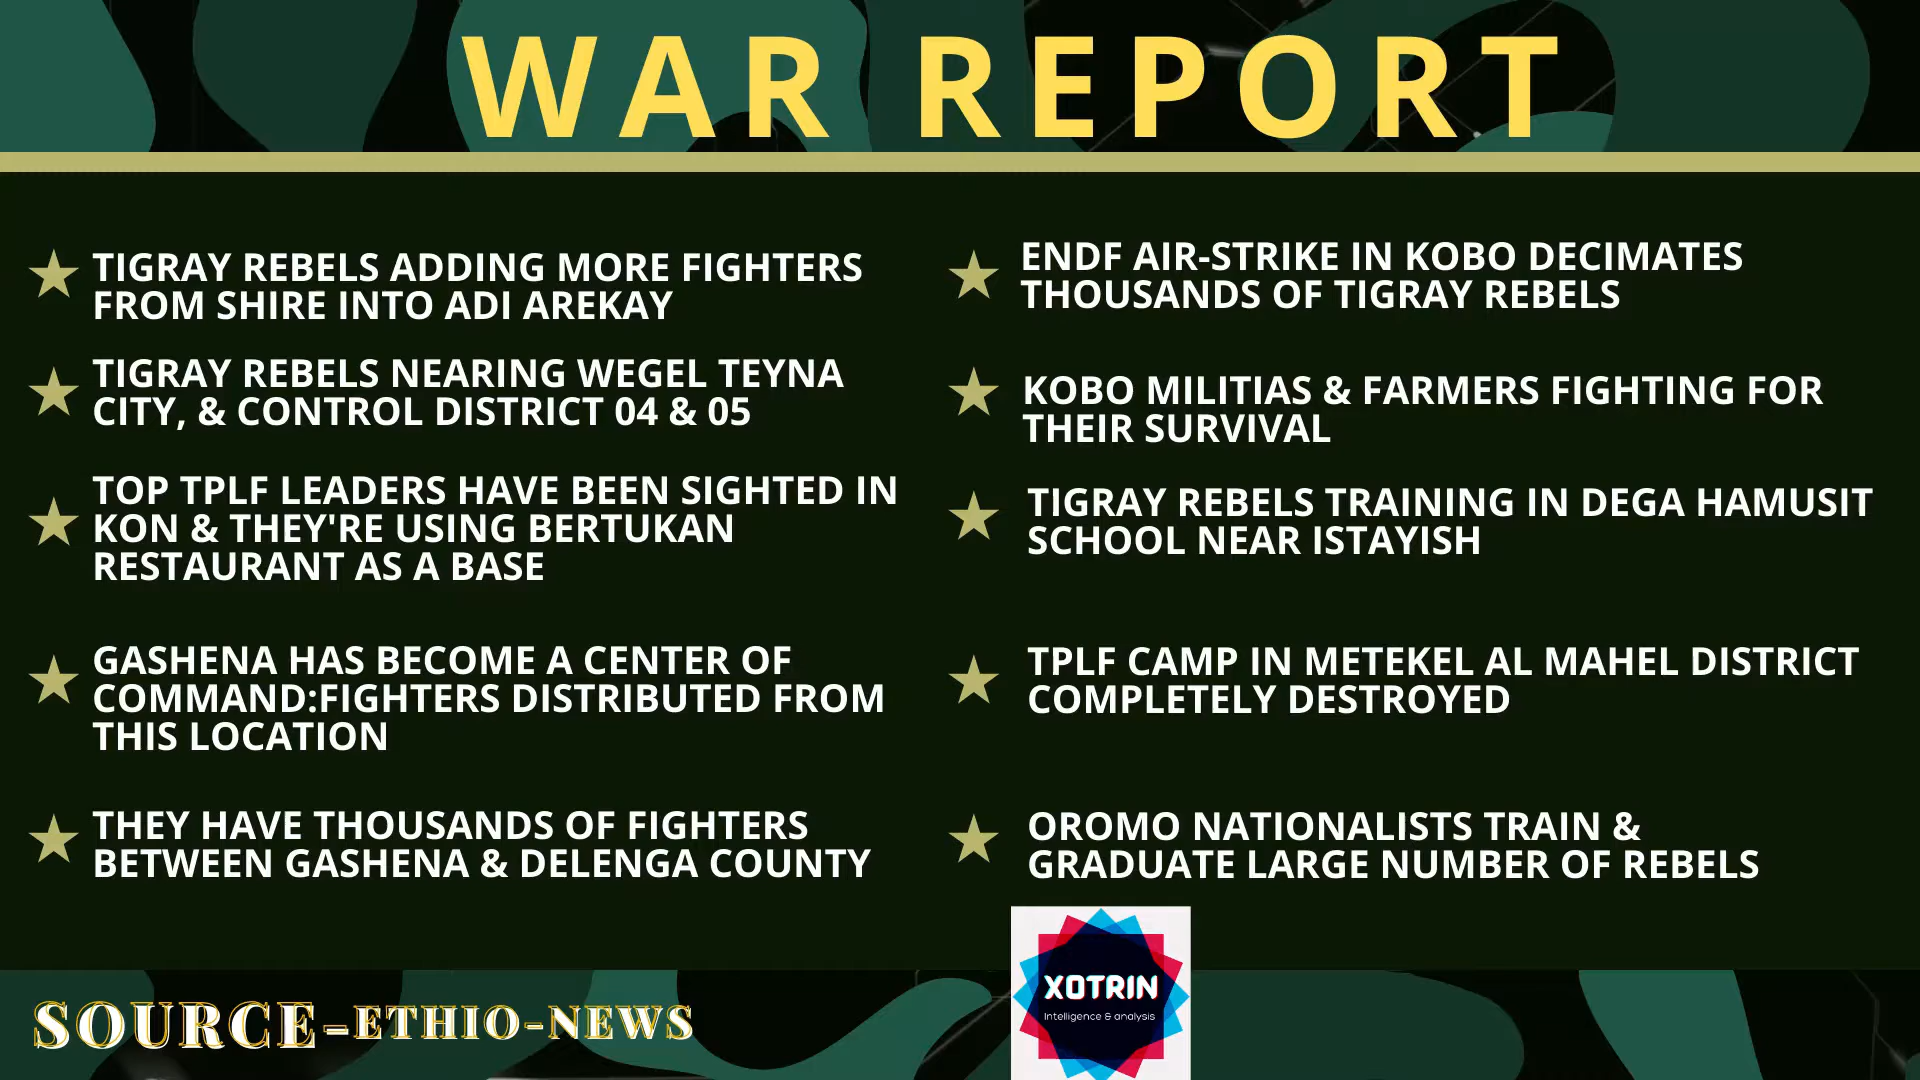 WAR REPORT
TIGRAY REBELS ADDING MORE FIGHTERS
FROM SHIRE INTO ADI AREKAY
TIGRAY REBELS NEARING WEGEL TEYNA
CITY, & CONTROL DISTRICT 04 & 05
TOP TPLF LEADERS HAVE BEEN SIGHTED IN
KON & THEY'RE USING BERTUKAN
RESTAURANT AS A BASE
GASHENA HAS BECOME A CENTER OF
COMMAND:FIGHTERS DISTRIBUTED FROM
THIS LOCATION
THEY HAVE THOUSANDS OF FIGHTERS
BETWEEN GASHENA & DELENGA COUNTY
ENDF AIR-STRIKE IN KOBO DECIMATES
THOUSANDS OF TIGRAY REBELS
KOBO MILITIAS & FARMERS FIGHTING FOR
THEIR SURVIVAL
TIGRAY REBELS TRAINING IN DEGA HAMUSIT
SCHOOL NEAR ISTAYISH
TPLF CAMP IN METEKEL AL MAHEL DISTRICT
COMPLETELY DESTROYED
OROMO NATIONALISTS TRAIN &
GRADUATE LARGE NUMBER OF REBELS
SOURCE-ETHIO-NEWS
XOTRIN
Intelligence & analysis